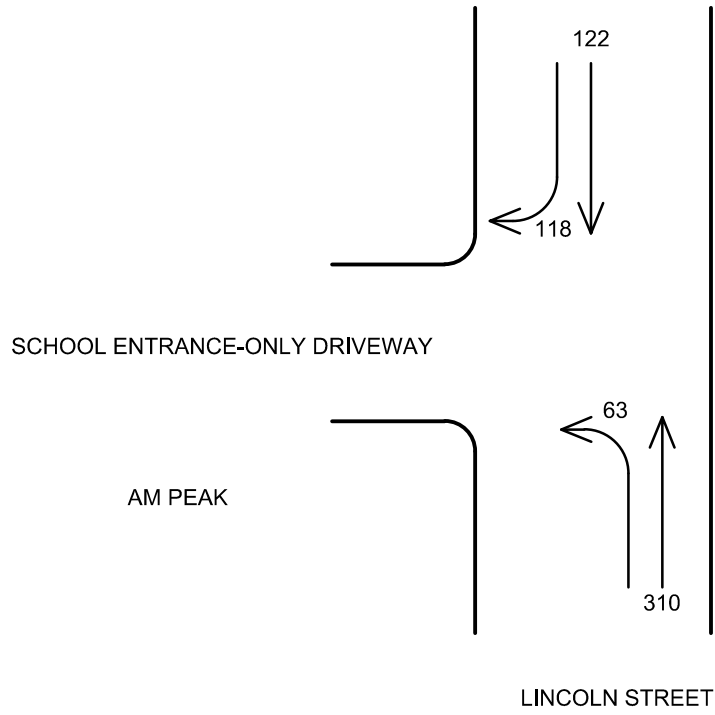 122
118
SCHOOL ENTRANCE-ONLY DRIVEWAY
63
AM PEAK
310
LINCOLN STREET